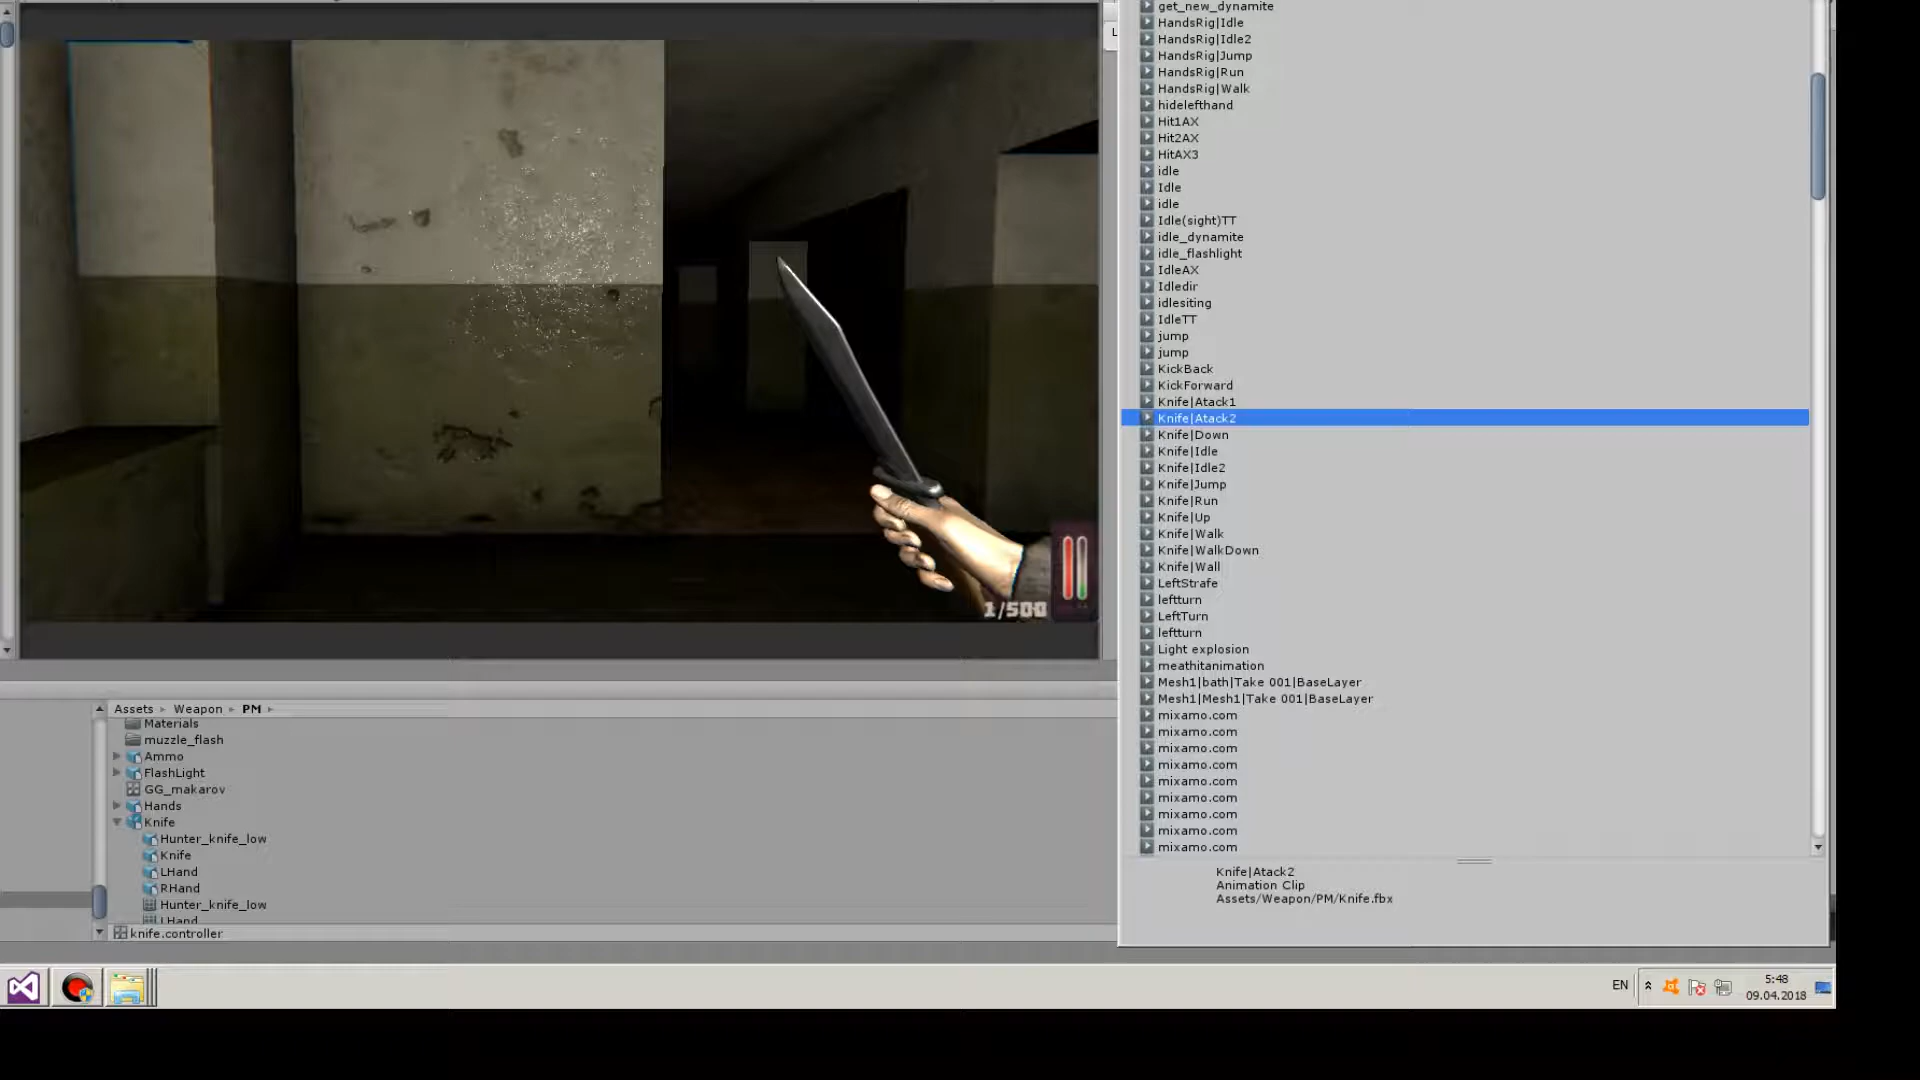 get_new_dynamite
HandsRig|Idle
HandsRig|Idle2
HandsRig|Jump
HandsRig|Run
HandsRig|Walk
hidelefthand
Hit1AX
Hit2AX
HitAX3
idle
Idle
idle
Idle(sight)TT
idle_dynamite
idle_flashlight
IdleAX
Idledir
idlesiting
IdleTT
jump
jump
KickBack
KickForward
Knife|Atack1
Knife|Atack2
Knife|Down
Knife|Idle
Knife|Idle2
Knife|Jump
Knife|Run
Knife|Up
Knife|Walk
Knife|WalkDown
Knife|Wall
LeftStrafe
leftturn
LeftTurn
leftturn
Light explosion
meathitanimation
Mesh1|bath|Take 001|BaseLayer
Mesh1|Mesh1|Take 001|BaseLayer
mixamo.com
mixamo.com
mixamo.com
mixamo.com
mixamo.com
mixamo.com
mixamo.com
mixamo.com
mixamo.com
Knife|Atack2
Animation Clip
Assets/Weapon/PM/Knife.fbx
1/500
Assets Weapon PM
Materials
muzzle_flash
Ammo
FlashLight
GG_makarov
Hands
Knife
Hunter_knife_low
Knife
LHand
RHand
Hunter_knife_low
LHand
knife.controller
EN
5:48
09.04.2018